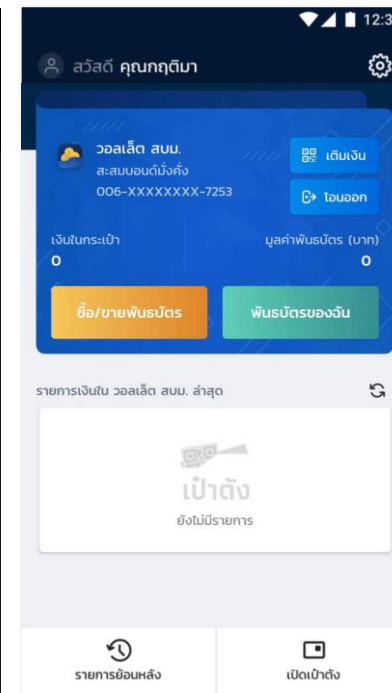 12:3
สวัสดี คุณกฤติมา
วอลเล็ต สบม.
สะสมบอนด์มั่งคั่ง
006-XXXXXXXX-7253
เติมเงิน
โอนออก
เงินในกระเป๋า
0
มูลค่าพันธบัตร (บาท)
0
ซื้อ/ขายพันธบัตร
พันธบัตรของฉัน
รายการเงินใน วอลเล็ต สบม. ล่าสุด
เป๋าตัง
ยังไม่มีรายการ
รายการย้อนหลัง
เปิดเป๋าตัง